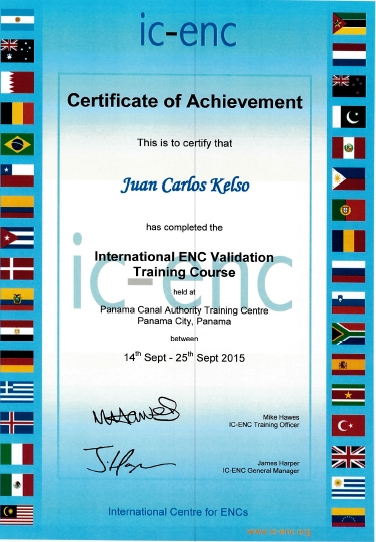 ic-enc
Certificate of Achievement
This is to certify that
Juan Carlos Kelso
has completed the
ic-enc
International ENC Validation
Training Course
held at
Panama Canal Authority Training Centre
Panama City, Panama
between
14th Sept - 25th Sept 2015
Mike Hawes
IC-ENC Training Officer
James Harper
IC-ENC General Manager
International Centre for ENCs
www.ic-enc.org